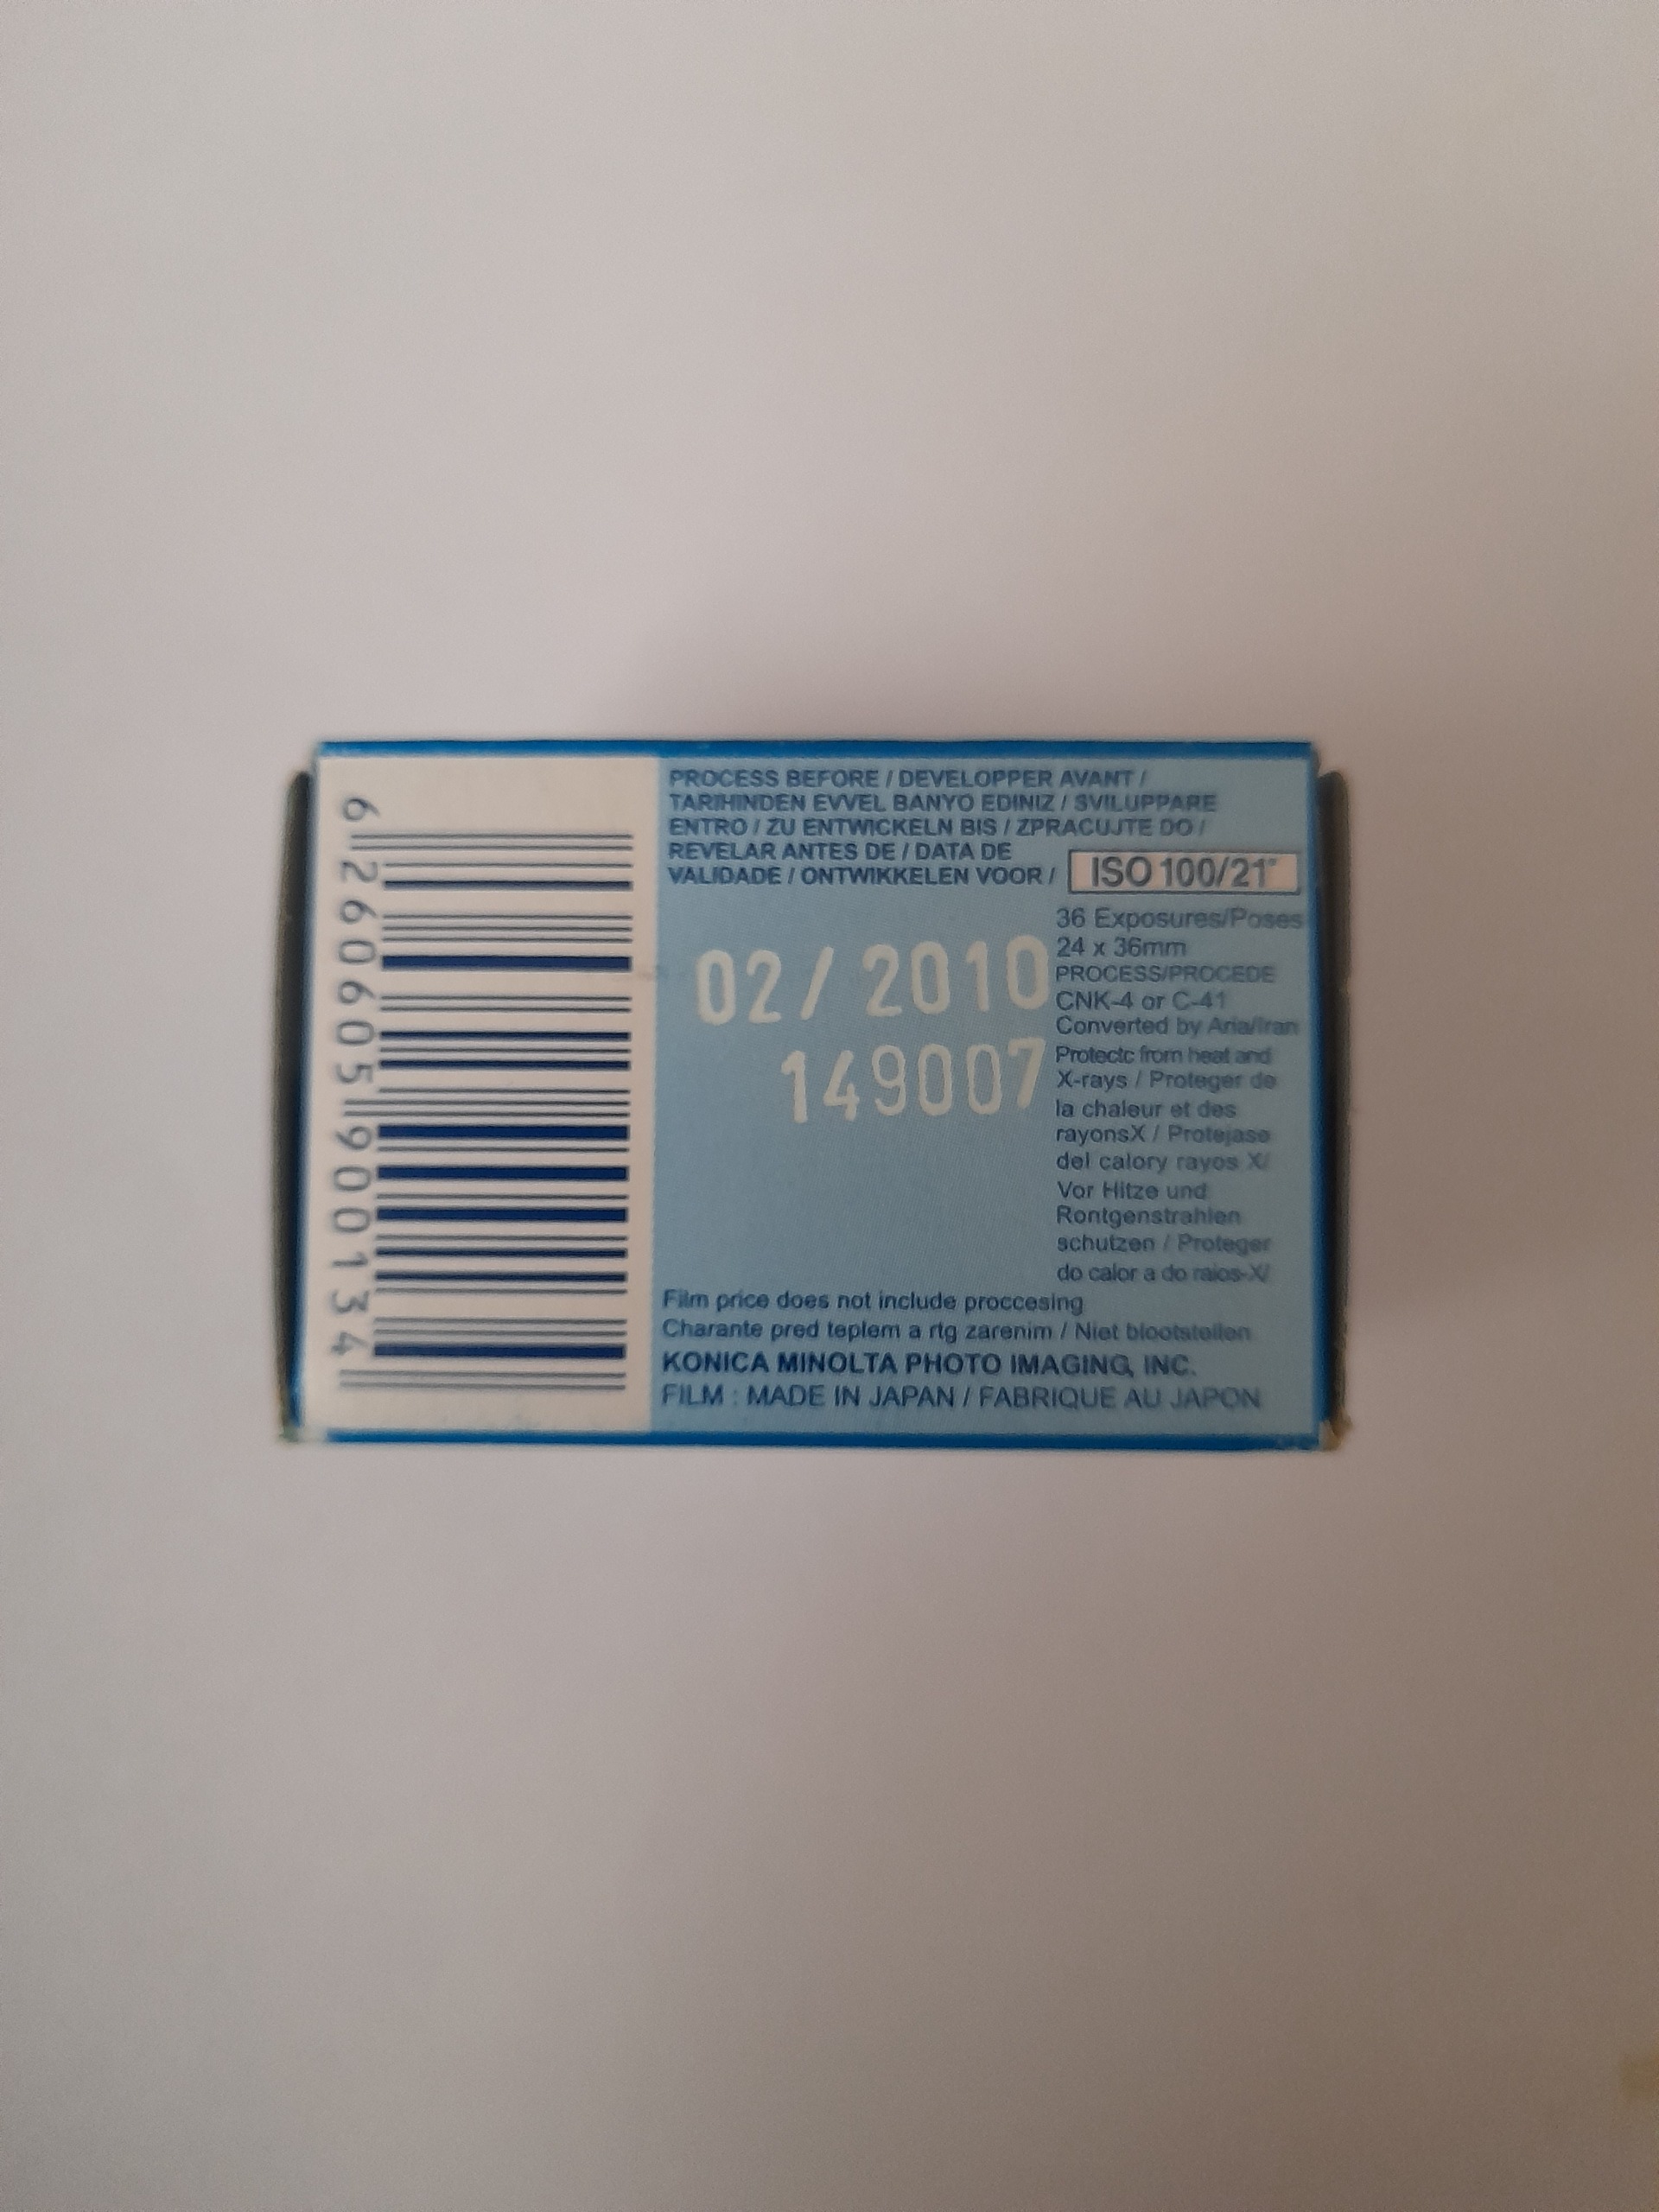 6 260605 900134
PROCESS BEFORE / DEVELOPPER AVANT /
TARIHINDEN EVVEL BANYO EDINIZ / SVILUPPARE
ENTRO / ZU ENTWICKELN BIS / ZPRACUJTE DO /
REVELAR ANTES DE / DATA DE
VALIDADE / ONTWIKKELEN VOOR /
ISO 100/21°
02/2010
149007
36 Exposures/Poses
24 x 36mm
PROCESS/PROCEDE
CNK-4 or C-41
Converted by Aria/Iran
Protectc from heat and
X-rays / Proteger de
la chaleur et des
rayonsX / Protejase
del calory rayos X/
Vor Hitze und
Rontgenstrahlen
schutzen / Proteger
do calor a do raios-X/
Film price does not include proccesing
Charante pred teplem a rtg zarenim / Niet blootstellen
KONICA MINOLTA PHOTO IMAGING, INC.
FILM : MADE IN JAPAN / FABRIQUE AU JAPON